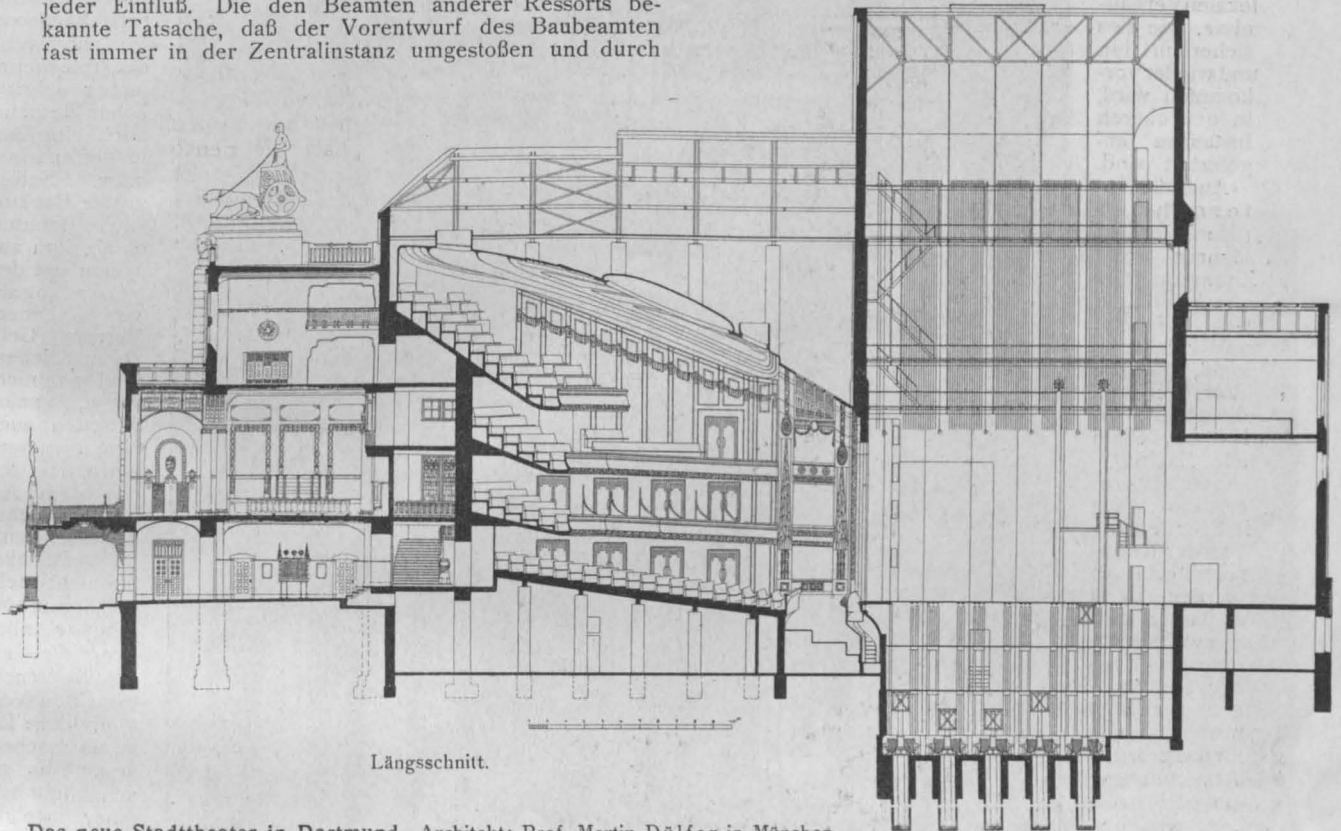 jeder Einfluß. Die den Beamten anderer Ressorts be-
kannte Tatsache, daß der Vorentwurf des Baubeamten
fast immer in der Zentralinstanz umgestoßen und durch
Längsschnitt.
Das neue Stadttheater in Dortmund. Architekt: Prof. Martin Dülfer in München.